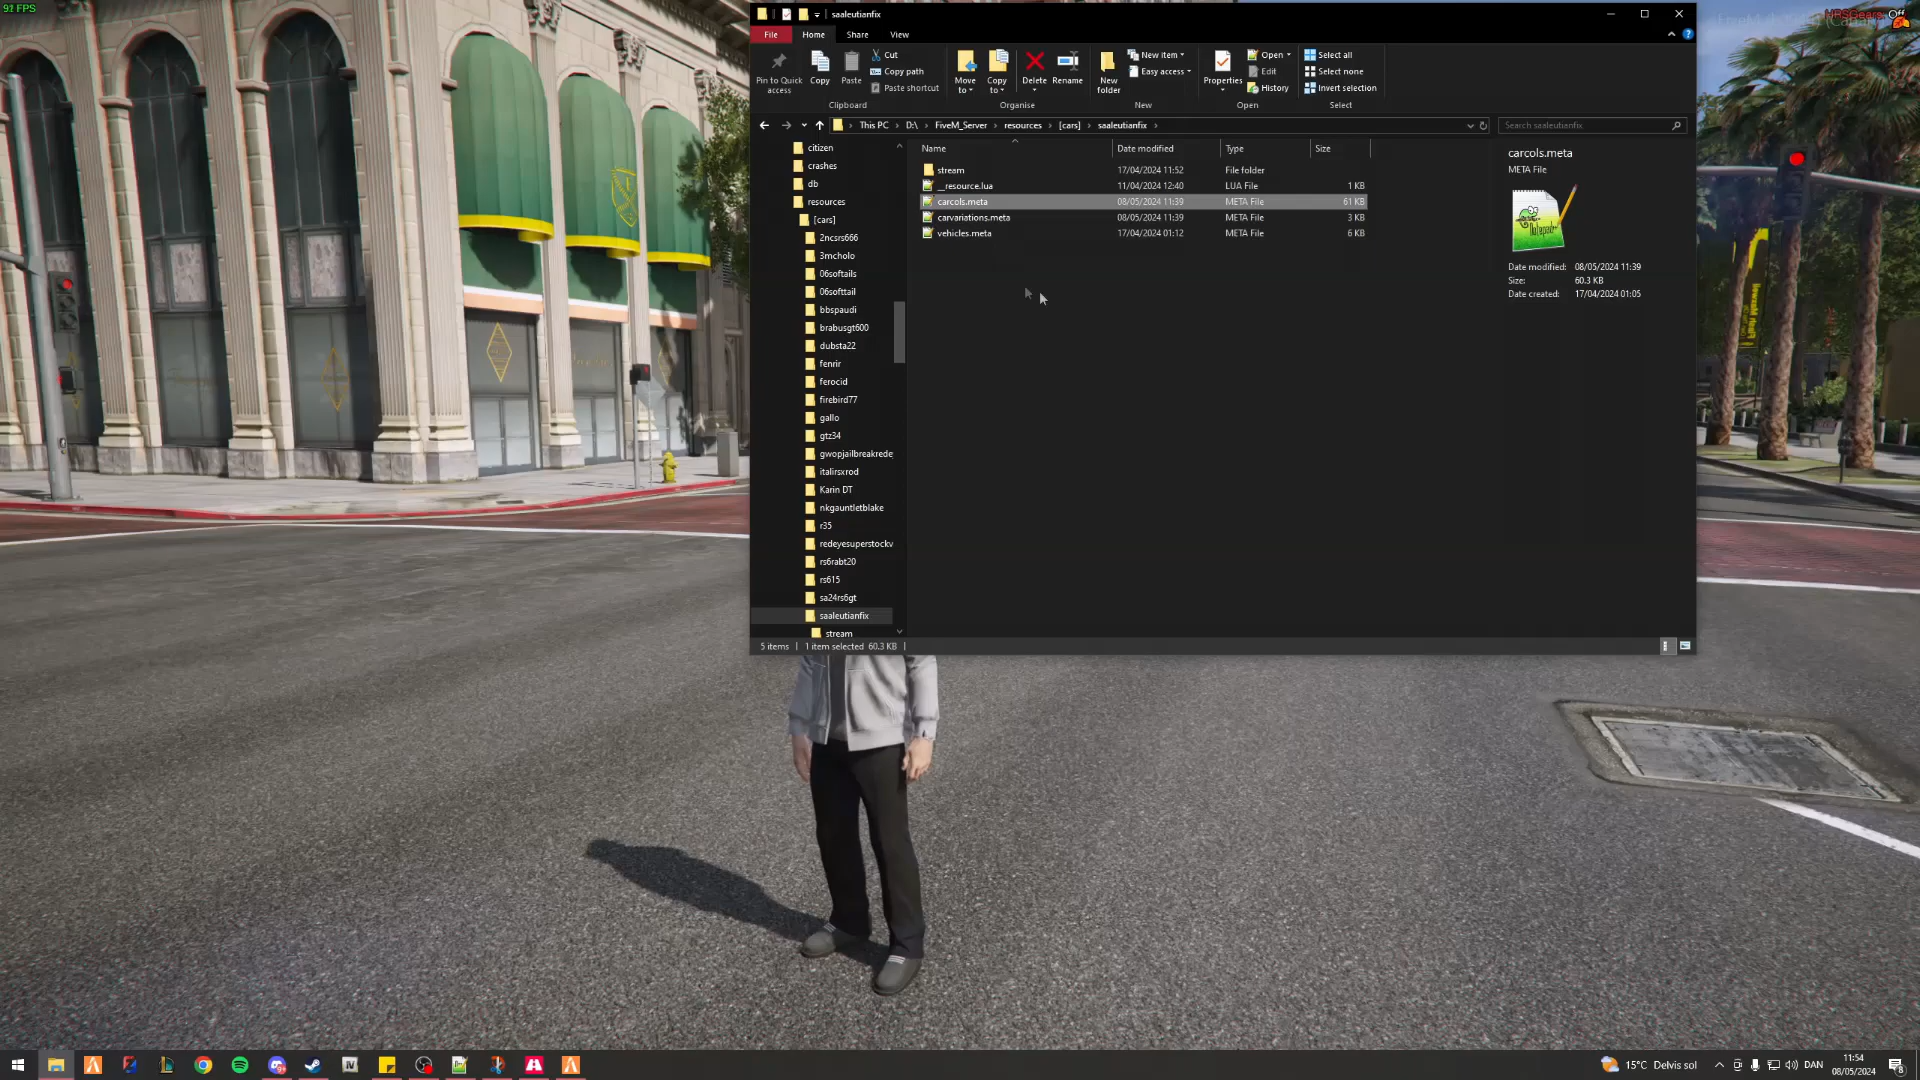 91 FPS
saaleutianfix
HRSGears Off
File Home Share View
Pin to Quick access
Copy
Paste
Cut
Copy path
Paste shortcut
Clipboard
Move to
Copy to
Delete
Rename
Organise
New folder
New item
Easy access
New
Properties
Open
Edit
History
Open
Select all
Select none
Invert selection
Select
This PC > D:\ > FiveM_Server > resources > [cars] > saaleutianfix >
Search saaleutianfix
citizen
crashes
db
resources
[cars]
2ncsrs666
3mcholo
06softails
06softtail
bbspaudi
brabusgt600
dubsta22
fenrir
ferocid
firebird77
gallo
gtz34
gwopjailbreakrede
italirsxrod
Karin DT
nkgauntletblake
r35
redeyesuperstockv
rs6rabt20
rs615
sa24rs6gt
saaleutianfix
stream
Name Date modified Type Size
stream 17/04/2024 11:52 File folder
__resource.lua 11/04/2024 12:40 LUA File 1 KB
carcols.meta 08/05/2024 11:39 META File 61 KB
carvariations.meta 08/05/2024 11:39 META File 3 KB
vehicles.meta 17/04/2024 01:12 META File 6 KB
carcols.meta
META File
Date modified: 08/05/2024 11:39
Size: 60.3 KB
Date created: 17/04/2024 01:05
5 items 1 item selected 60.3 KB
15°C Delvis sol
DAN
11:54
08/05/2024
8